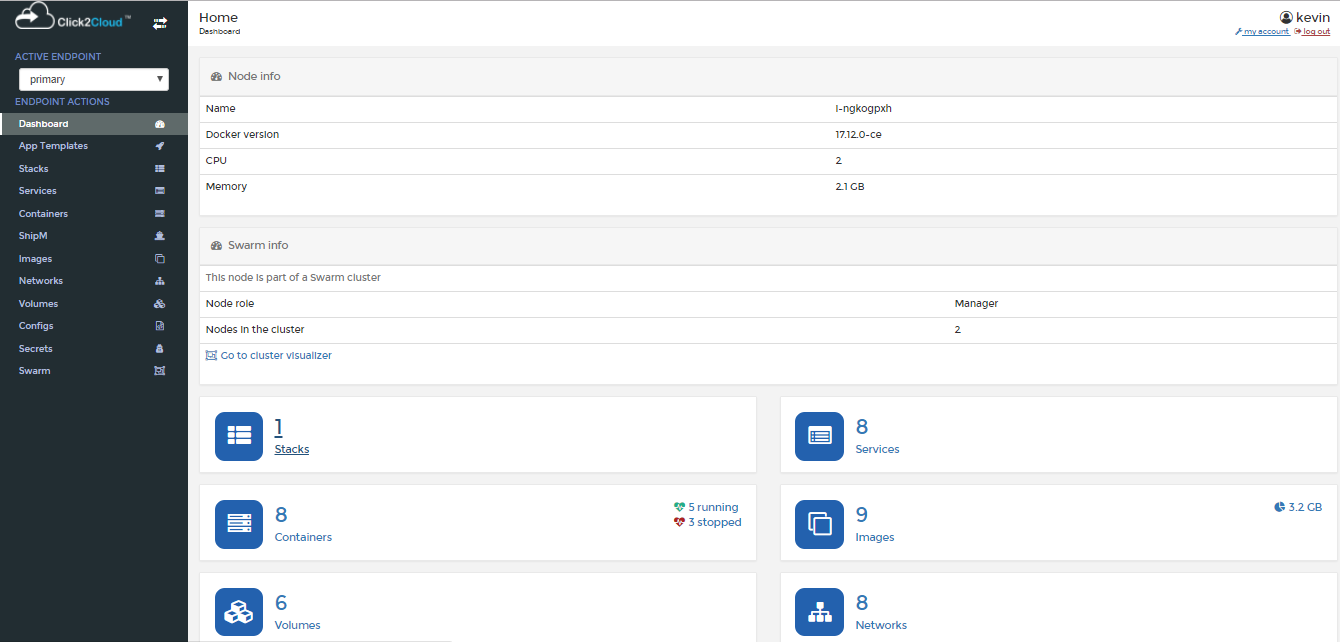 Click2Cloud™
ACTIVE ENDPOINT
primary
ENDPOINT ACTIONS
Dashboard
App Templates
Stacks
Services
Containers
ShipM
Images
Networks
Volumes
Configs
Secrets
Swarm
Home
Dashboard
kevin
my account log out
Node info
Name i-ngkogpxh
Docker version 17.12.0-ce
CPU 2
Memory 2.1 GB
Swarm info
This node is part of a Swarm cluster
Node role Manager
Nodes in the cluster 2
Go to cluster visualizer
1
Stacks
8
Services
8
Containers
5 running
3 stopped
9
Images
3.2 GB
6
Volumes
8
Networks